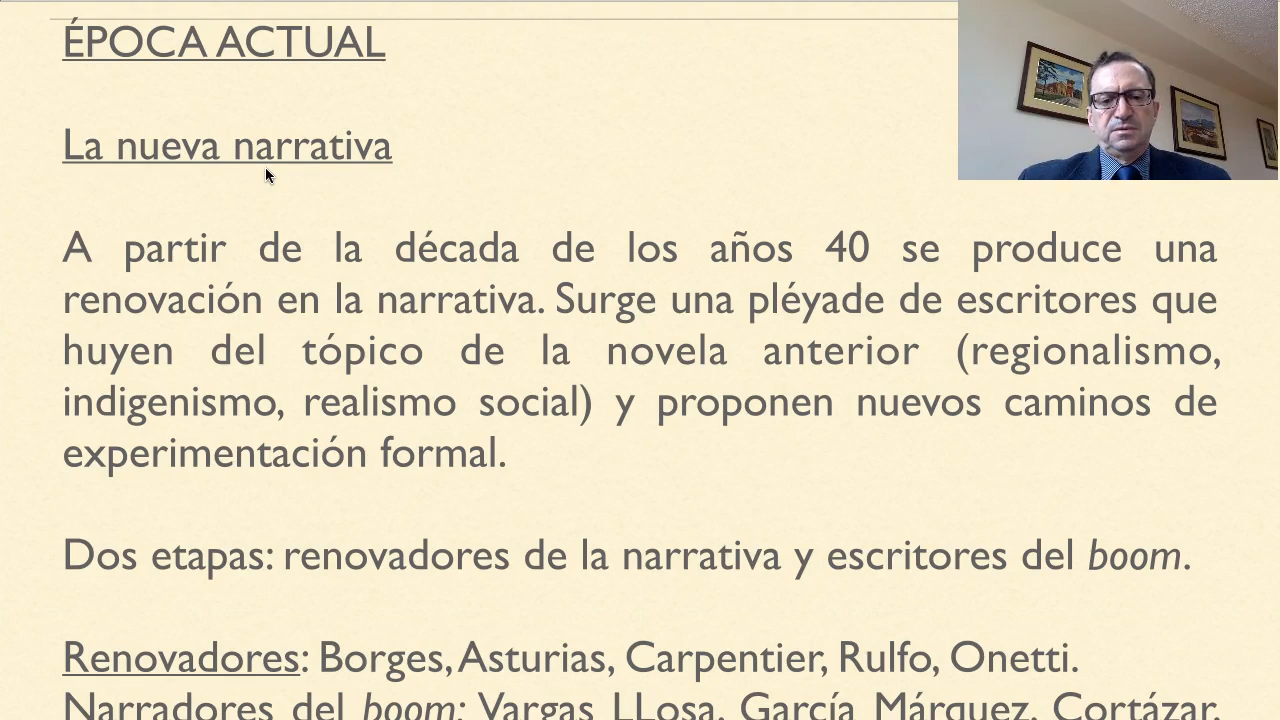 ÉPOCA ACTUAL
La nueva narrativa
A partir de la década de los años 40 se produce una
renovación en la narrativa. Surge una pléyade de escritores que
huyen del tópico de la novela anterior (regionalismo,
indigenismo, realismo social) y proponen nuevos caminos de
experimentación formal.
Dos etapas: renovadores de la narrativa y escritores del boom.
Renovadores: Borges, Asturias, Carpentier, Rulfo, Onetti.
Narradores del boom: Vargas LLosa, García Márquez, Cortázar,